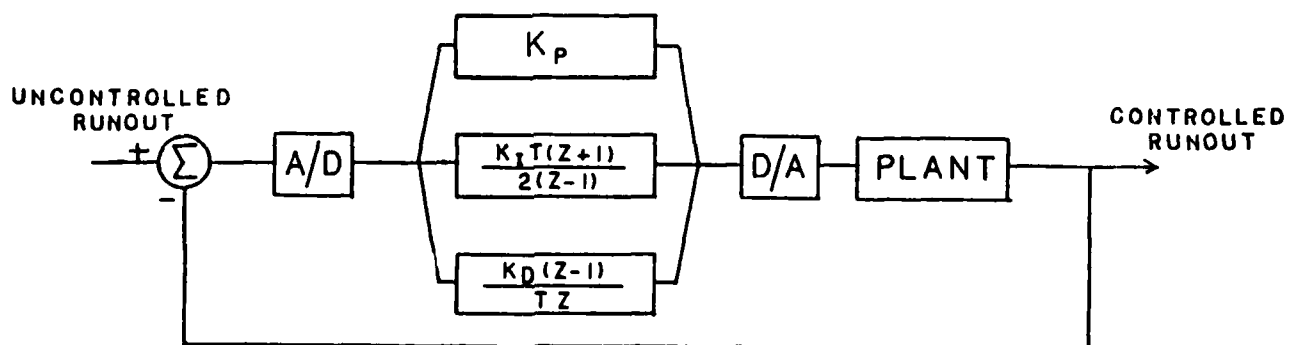 UNCONTROLLED
RUNOUT
+
Σ
-
A/D
K_P
K_I T(Z+1)
2(Z-1)
K_D(Z-1)
TZ
D/A
PLANT
CONTROLLED
RUNOUT